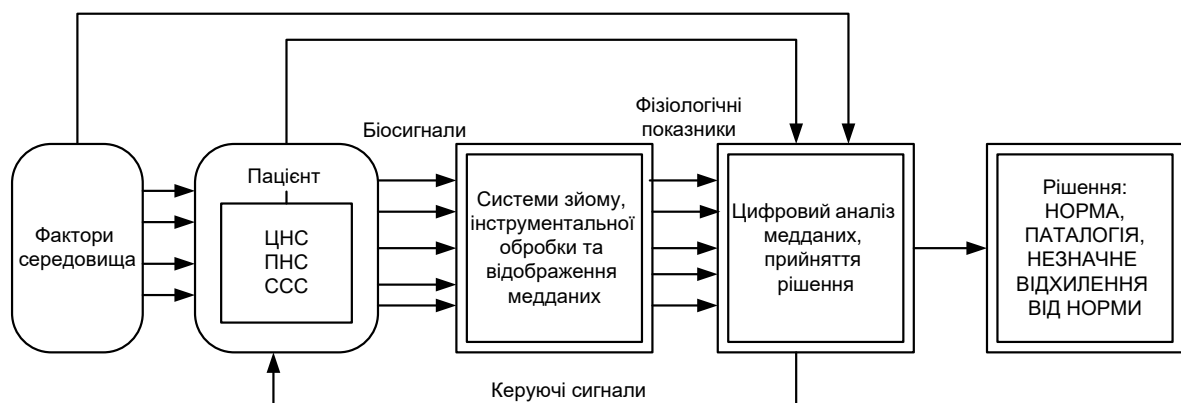 Фактори
середовища
Пацієнт
ЦНС
ПНС
ССС
Біосигнали
Системи зйому,
інструментальної
обробки та
відображення
медданих
Фізіологічні
показники
Цифровий аналіз
медданих,
прийняття
рішення
Рішення:
НОРМА,
ПАТАЛОГІЯ,
НЕЗНАЧНЕ
ВІДХИЛЕННЯ
ВІД НОРМИ
Керуючі сигнали